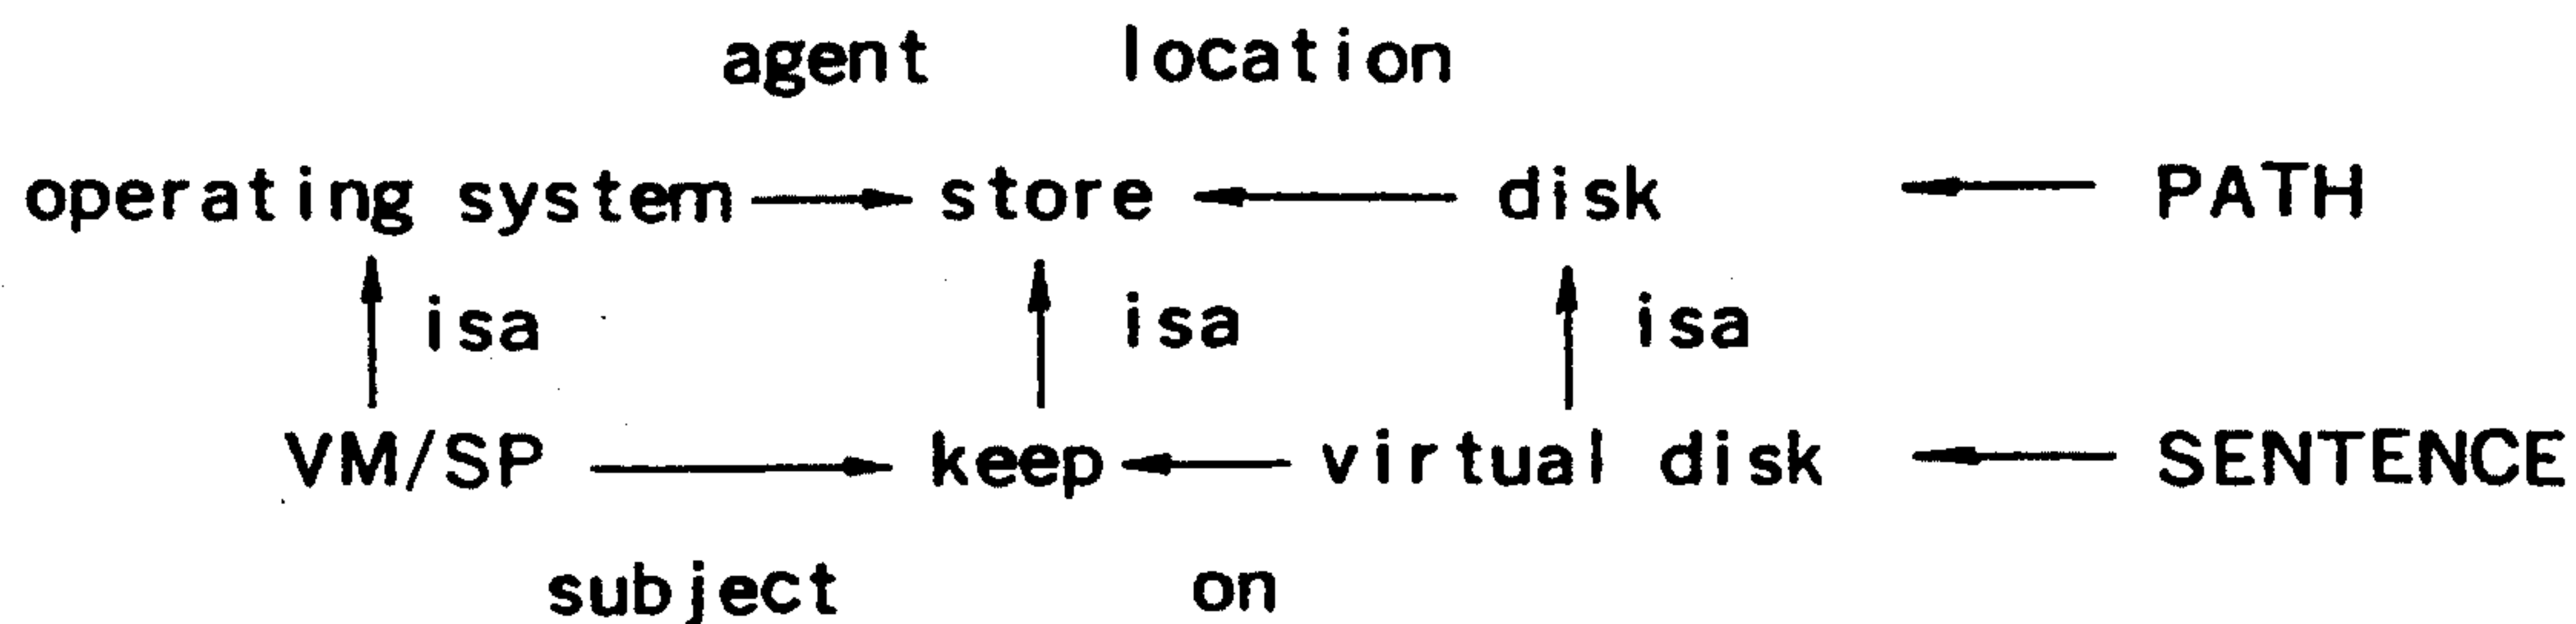 agent location
operating system store disk PATH
isa isa isa
VM/SP keep virtual disk SENTENCE
subject on